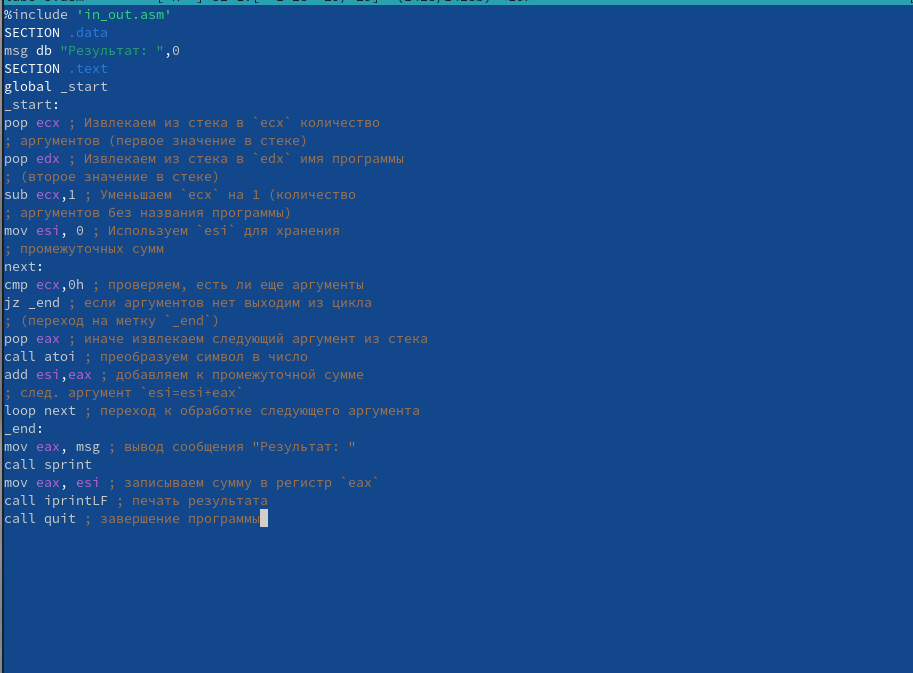 %include 'in_out.asm'
SECTION .data
msg db "Результат: ",0
SECTION .text
global _start
_start:
pop ecx ; Извлекаем из стека в `ecx` количество
; аргументов (первое значение в стеке)
pop edx ; Извлекаем из стека в `edx` имя программы
; (второе значение в стеке)
sub ecx,1 ; Уменьшаем `ecx` на 1 (количество
; аргументов без названия программы)
mov esi, 0 ; Используем `esi` для хранения
; промежуточных сумм
next:
cmp ecx,0h ; проверяем, есть ли еще аргументы
jz _end ; если аргументов нет выходим из цикла
; (переход на метку `_end`)
pop eax ; иначе извлекаем следующий аргумент из стека
call atoi ; преобразуем символ в число
add esi,eax ; добавляем к промежуточной сумме
; след. аргумент `esi=esi+eax`
loop next ; переход к обработке следующего аргумента
_end:
mov eax, msg ; вывод сообщения "Результат: "
call sprint
mov eax, esi ; записываем сумму в регистр `eax`
call iprintLF ; печать результата
call quit ; завершение программы